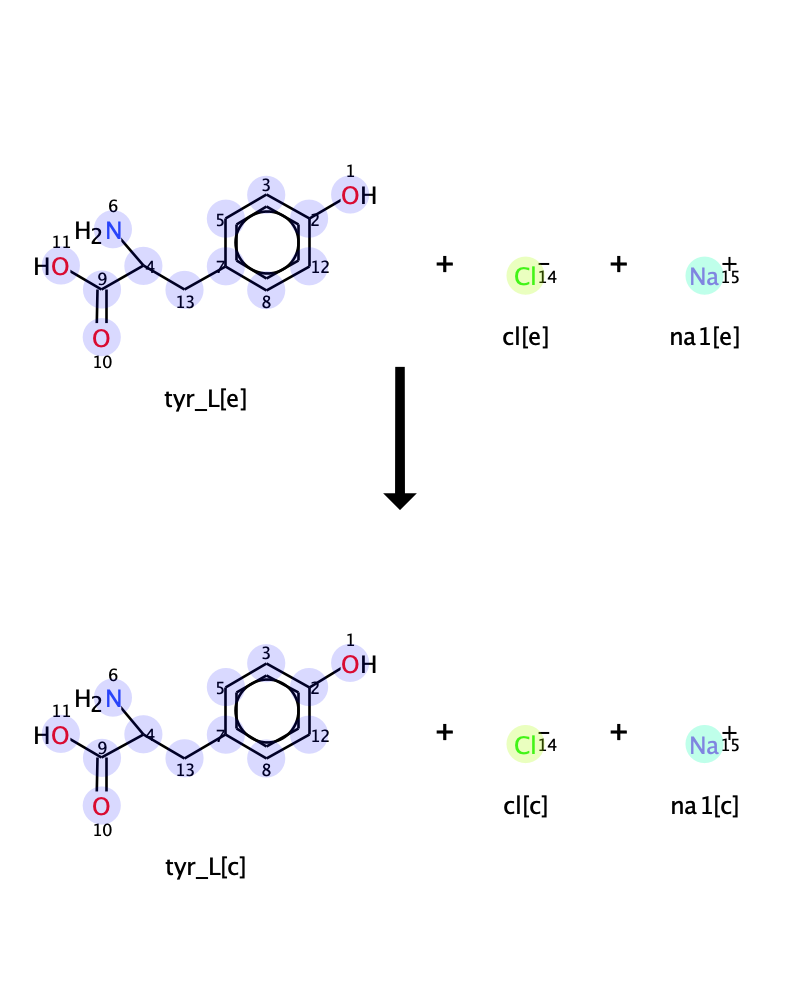 1
OH
3
6
H2N
5
2
11
HO
9
4
7
12
13
8
O
10
+
Cl−
14
+
Na+
15
cl[e]
na1[e]
tyr_L[e]
1
OH
3
6
H2N
5
2
11
HO
9
4
7
12
13
8
O
10
+
Cl−
14
+
Na+
15
cl[c]
na1[c]
tyr_L[c]